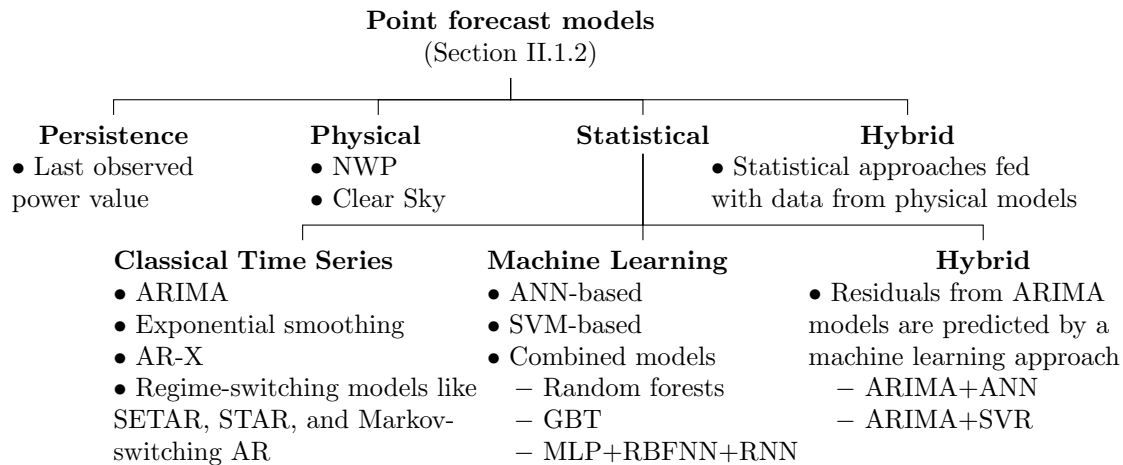 Point forecast models
(Section II.1.2)
Persistence
• Last observed
power value
Physical
• NWP
• Clear Sky
Statistical
Hybrid
• Statistical approaches fed
with data from physical models
Classical Time Series
• ARIMA
• Exponential smoothing
• AR-X
• Regime-switching models like
SETAR, STAR, and Markov-
switching AR
Machine Learning
• ANN-based
• SVM-based
• Combined models
– Random forests
– GBT
– MLP+RBFNN+RNN
Hybrid
• Residuals from ARIMA
models are predicted by a
machine learning approach
– ARIMA+ANN
– ARIMA+SVR